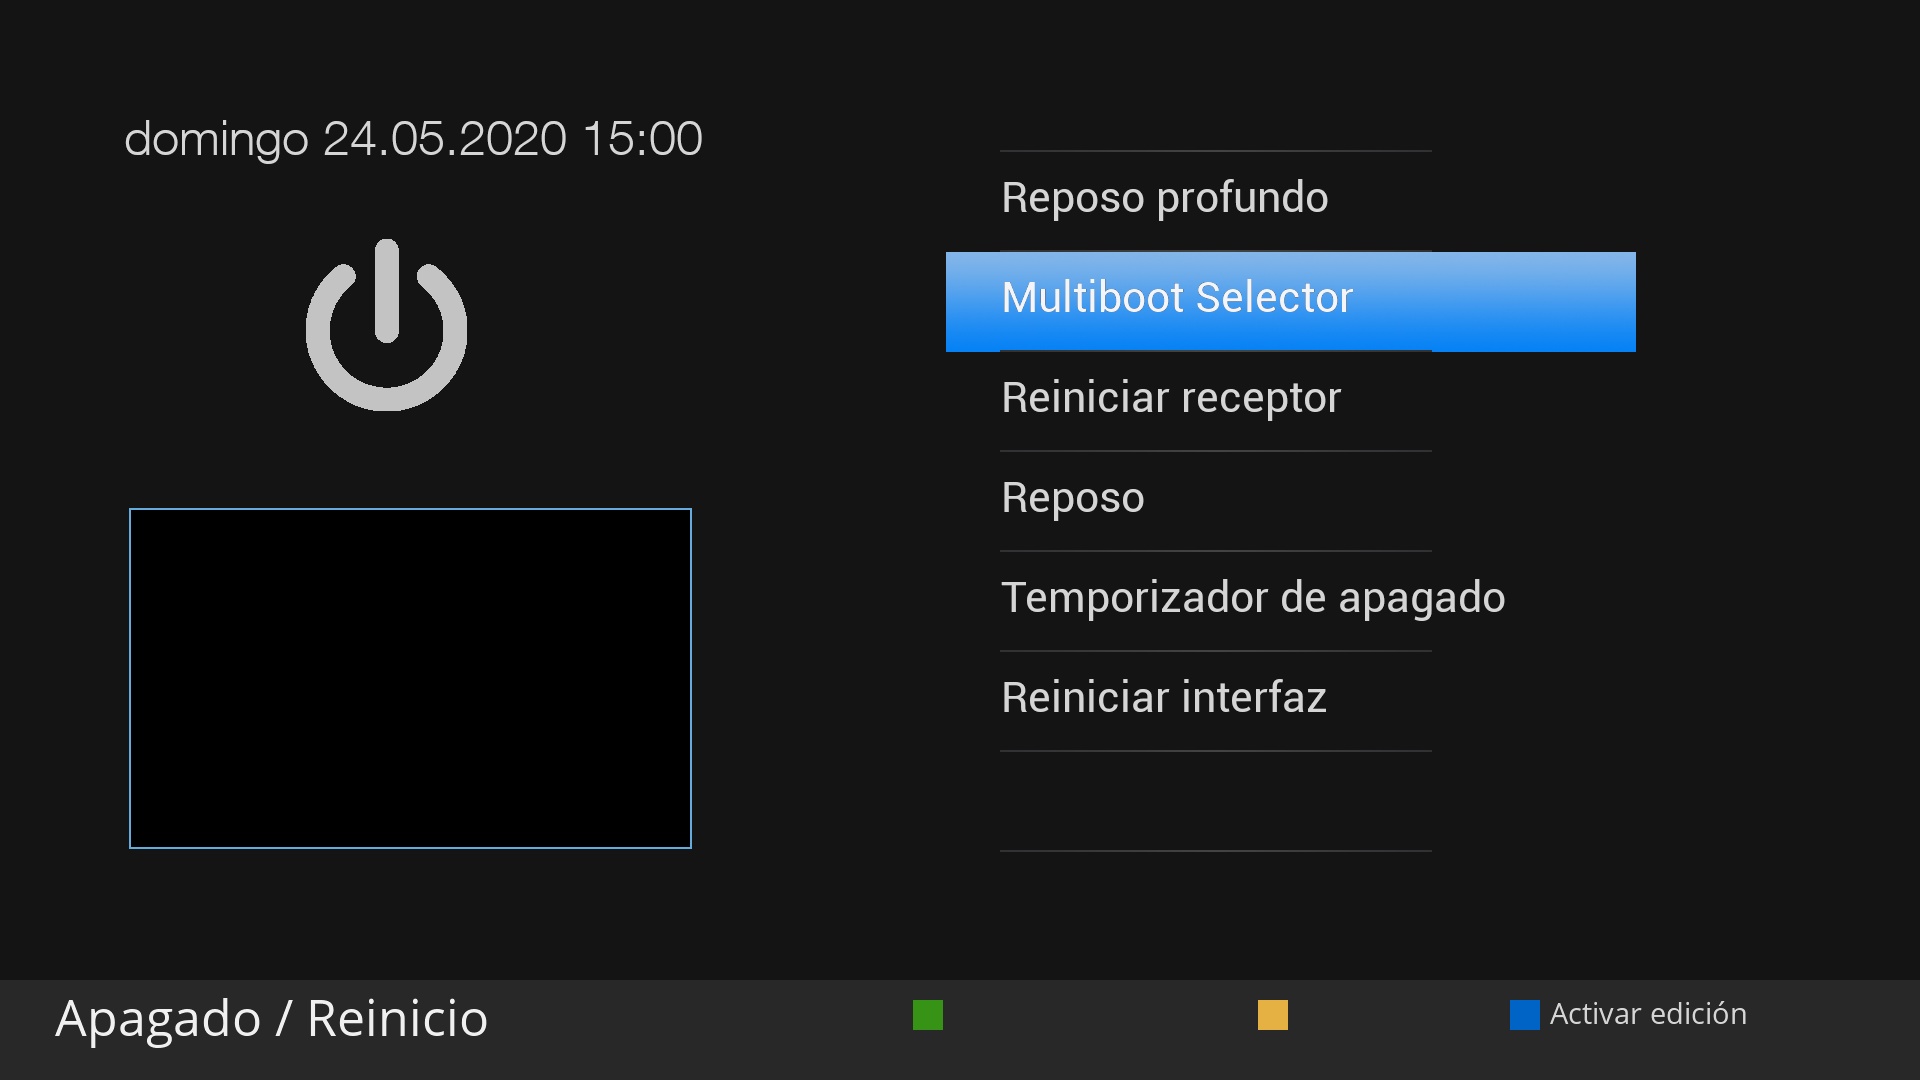 domingo 24.05.2020 15:00
Reposo profundo
Multiboot Selector
Reiniciar receptor
Reposo
Temporizador de apagado
Reiniciar interfaz
Apagado / Reinicio
Activar edición